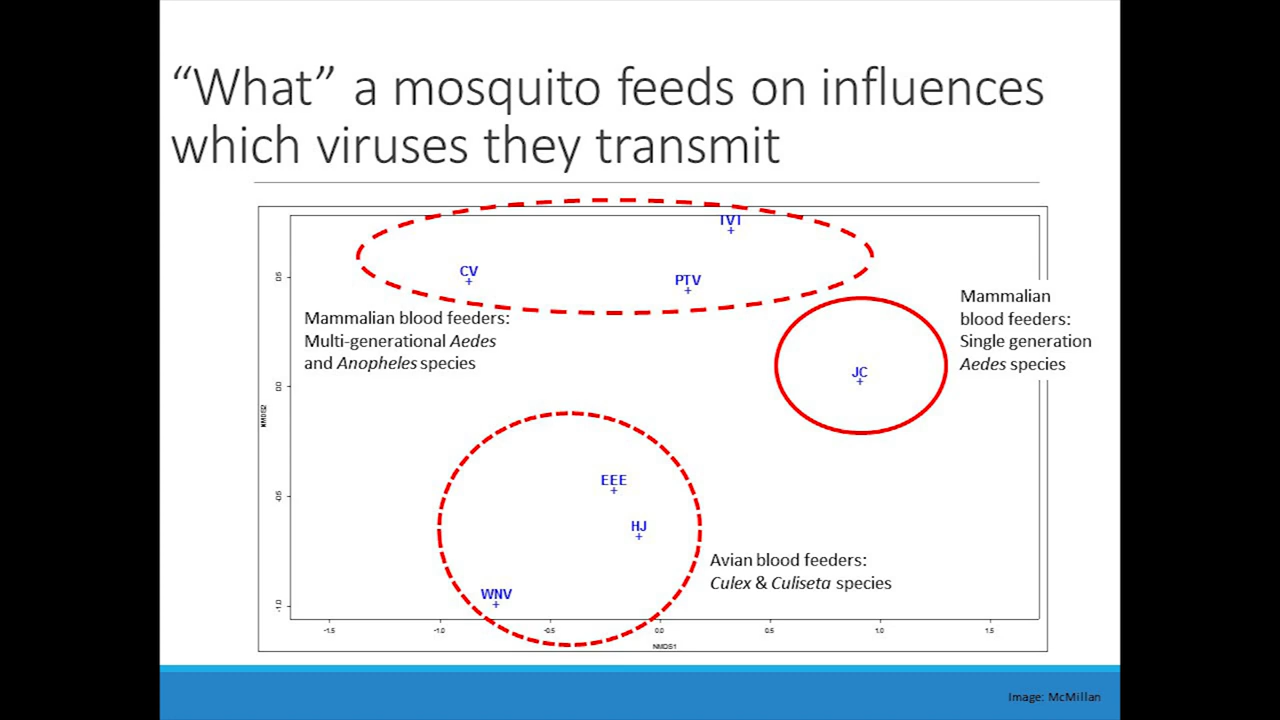 “What” a mosquito feeds on influences
which viruses they transmit
TVT
CV
PTV
Mammalian blood feeders:
Multi-generational Aedes
and Anopheles species
Mammalian
blood feeders:
Single generation
Aedes species
JC
EEE
HJ
WNV
Avian blood feeders:
Culex & Culiseta species
0.5
0.0
-0.5
-1.0
NMDS2
-1.5
-1.0
-0.5
0.0
0.5
1.0
1.5
NMDS1
Image: McMillan